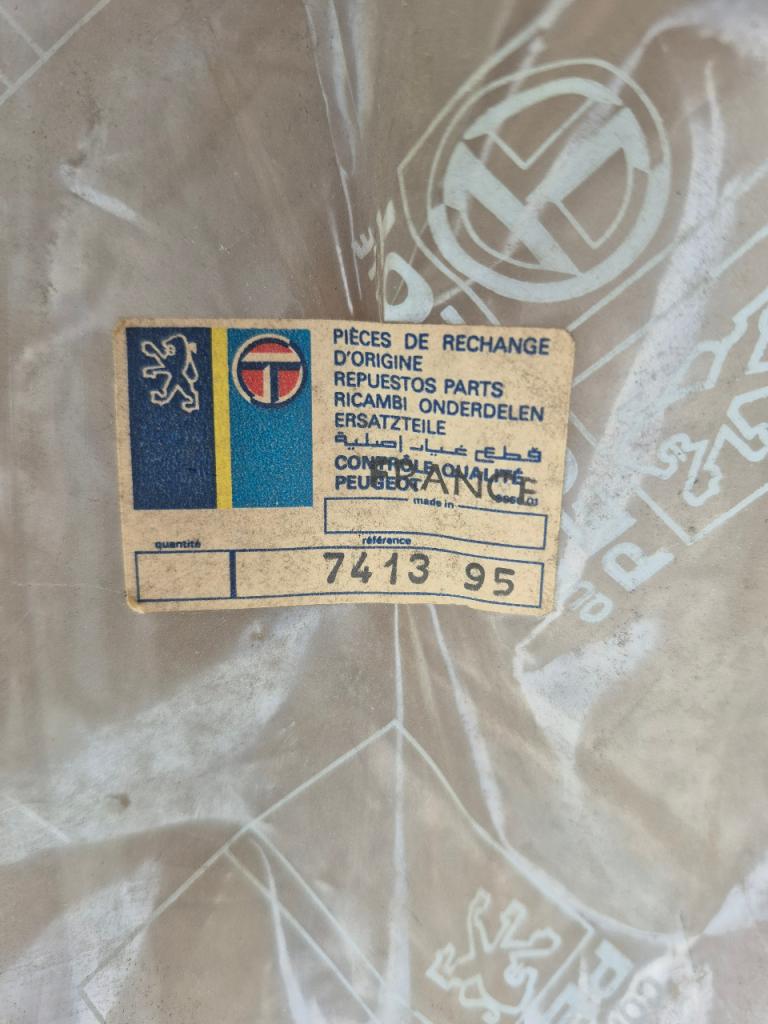 PIÈCES DE RECHANGE
D'ORIGINE
REPUESTOS PARTS
RICAMBI ONDERDELEN
ERSATZTEILE
قطع غيار اصلية
CONTRÔLE QUALITÉ
PEUGEOT
FRANCE
made in
quantité
référence
7413 95